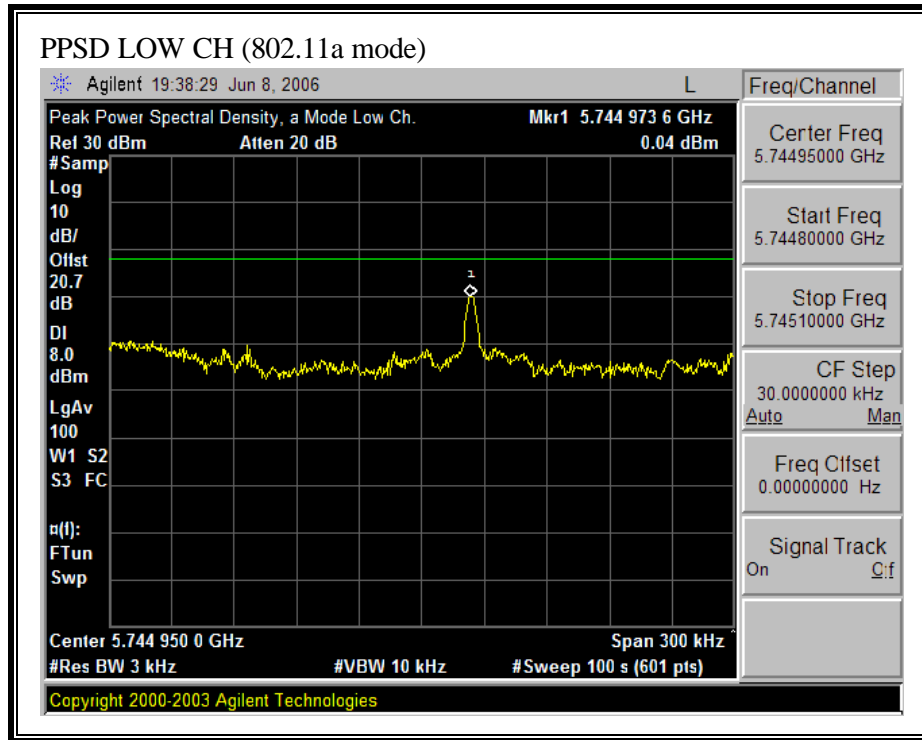 PPSD LOW CH (802.11a mode)
Agilent 19:38:29 Jun 8, 2006 L
Peak Power Spectral Density, a Mode Low Ch. Mkr1 5.744 973 6 GHz
Ref 30 dBm Atten 20 dB 0.04 dBm
#Samp
Log
10
dB/
Offst
20.7
dB
DI
8.0
dBm
LgAv
100
W1 S2
S3 FC
¤(f):
FTun
Swp
1
Center 5.744 950 0 GHz Span 300 kHz ^
#Res BW 3 kHz #VBW 10 kHz #Sweep 100 s (601 pts)
Copyright 2000-2003 Agilent Technologies
Freq/Channel
Center Freq
5.74495000 GHz
Start Freq
5.74480000 GHz
Stop Freq
5.74510000 GHz
CF Step
30.0000000 kHz
Auto Man
Freq Offset
0.00000000 Hz
Signal Track
On Off